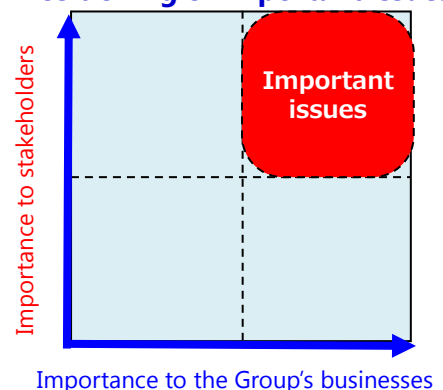 Important
issues
Importance to stakeholders
Importance to the Group's businesses